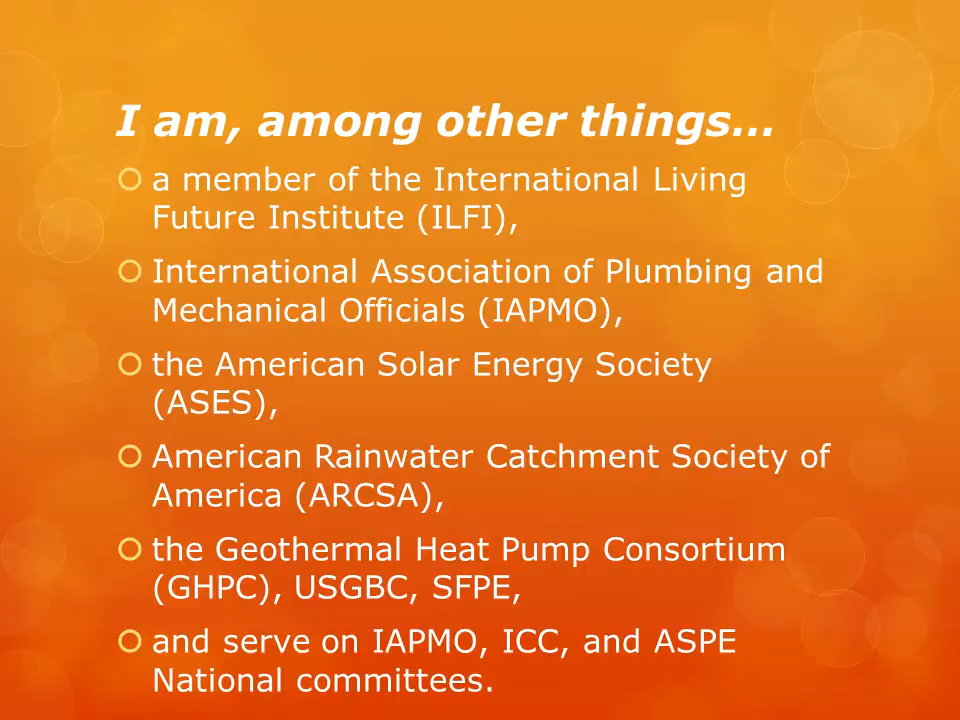 I am, among other things…
a member of the International Living
Future Institute (ILFI),
International Association of Plumbing and
Mechanical Officials (IAPMO),
the American Solar Energy Society
(ASES),
American Rainwater Catchment Society of
America (ARCSA),
the Geothermal Heat Pump Consortium
(GHPC), USGBC, SFPE,
and serve on IAPMO, ICC, and ASPE
National committees.